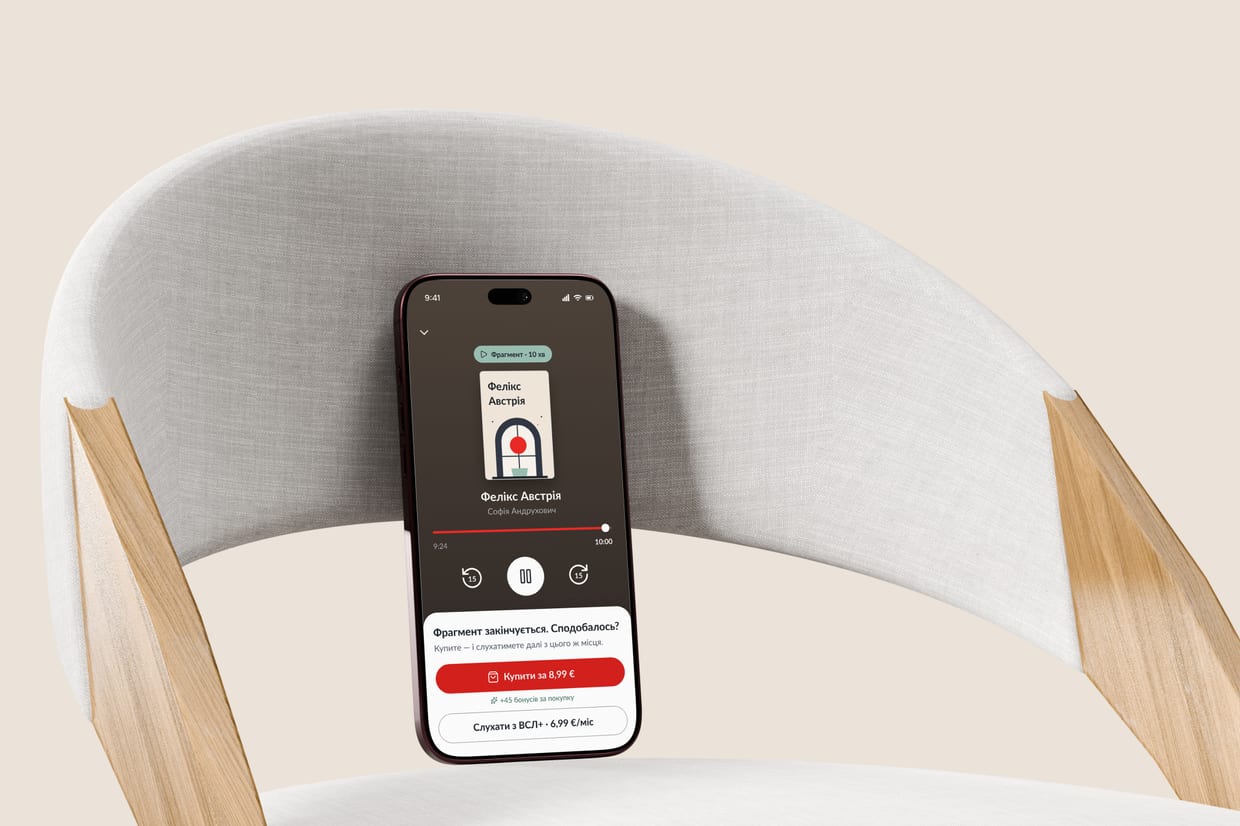 9:41
Фрагмент · 10 хв
Фелікс
Австрія
Фелікс Австрія
Софія Андрухович
9:24
10:00
15
15
Фрагмент закінчується. Сподобалось?
Купите — і слухатимете далі з цього ж місця.
Купити за 8,99 €
+45 бонусів за покупку
Слухати з ВСЛ+ · 6,99 €/міс